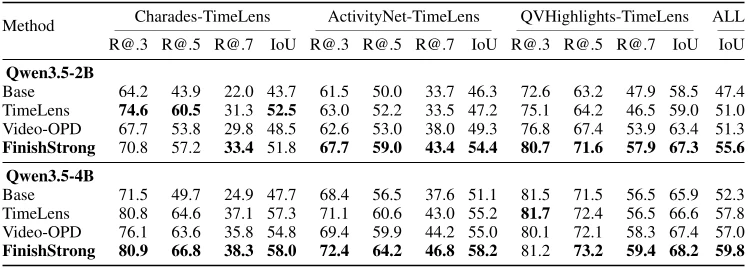 Method Charades-TimeLens ActivityNet-TimeLens QVHighlights-TimeLens ALL
R@.3 R@.5 R@.7 IoU R@.3 R@.5 R@.7 IoU R@.3 R@.5 R@.7 IoU IoU
Qwen3.5-2B
Base 64.2 43.9 22.0 43.7 61.5 50.0 33.7 46.3 72.6 63.2 47.9 58.5 47.4
TimeLens 74.6 60.5 31.3 52.5 63.0 52.2 33.5 47.2 75.1 64.2 46.5 59.0 51.0
Video-OPD 67.7 53.8 29.8 48.5 62.6 53.0 38.0 49.3 76.8 67.4 53.9 63.4 51.3
FinishStrong 70.8 57.2 33.4 51.8 67.7 59.0 43.4 54.4 80.7 71.6 57.9 67.3 55.6
Qwen3.5-4B
Base 71.5 49.7 24.9 47.7 68.4 56.5 37.6 51.1 81.5 71.5 56.5 65.9 52.3
TimeLens 80.8 64.6 37.1 57.3 71.1 60.6 43.0 55.2 81.7 72.4 56.5 66.6 57.8
Video-OPD 76.1 63.6 35.8 54.8 69.4 59.9 44.2 55.0 80.1 72.1 58.3 67.4 57.0
FinishStrong 80.9 66.8 38.3 58.0 72.4 64.2 46.8 58.2 81.2 73.2 59.4 68.2 59.8